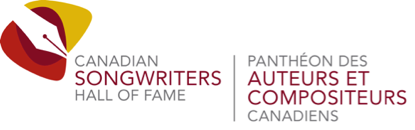 CANADIAN
SONGWRITERS
HALL OF FAME
PANTHÉON DES
AUTEURS ET
COMPOSITEURS
CANADIENS